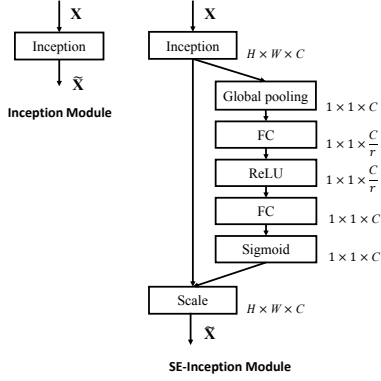 X
Inception
X̃
Inception Module
X
Inception
H × W × C
Global pooling
1 × 1 × C
FC
1 × 1 × C/r
ReLU
1 × 1 × C/r
FC
1 × 1 × C
Sigmoid
1 × 1 × C
Scale
H × W × C
X̃
SE-Inception Module